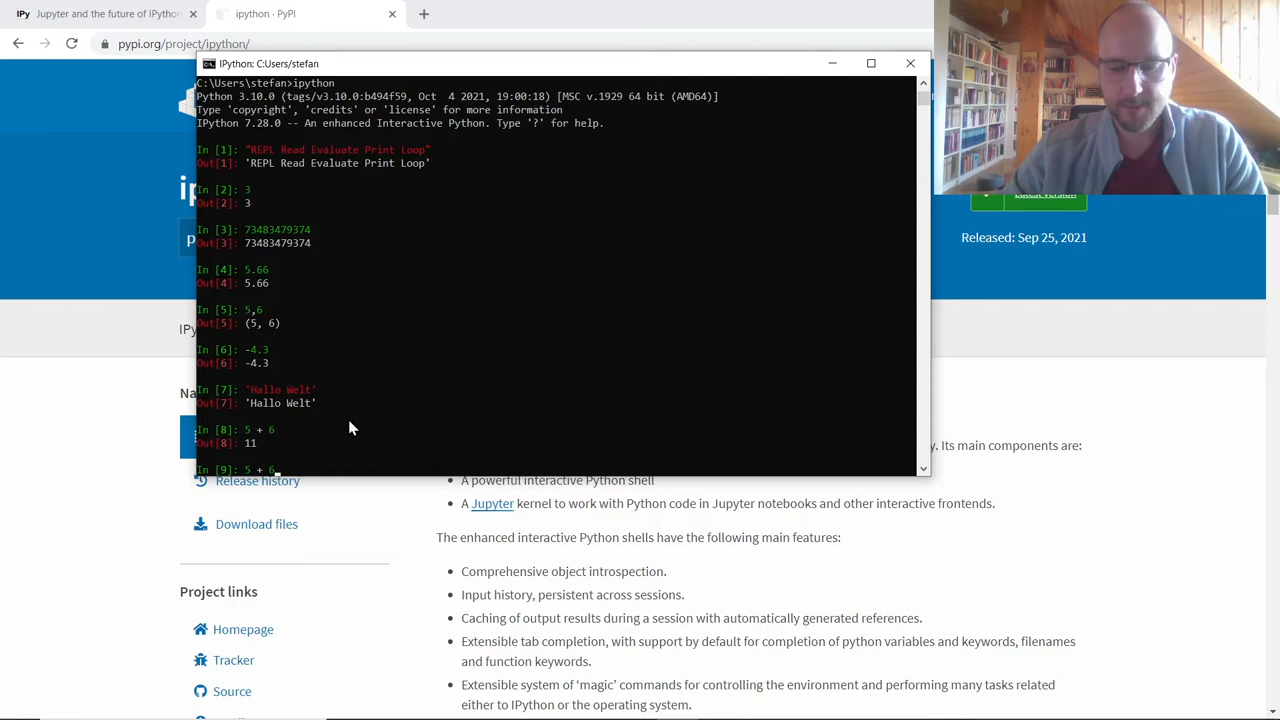 IPy Jupyter and the future of IPython
ipython · PyPI
pypi.org/project/ipython/
IPython: C:Users/stefan
C:\Users\stefan>ipython
Python 3.10.0 (tags/v3.10.0:b494f59, Oct  4 2021, 19:00:18) [MSC v.1929 64 bit (AMD64)]
Type 'copyright', 'credits' or 'license' for more information
IPython 7.28.0 -- An enhanced Interactive Python. Type '?' for help.
In [1]: "REPL Read Evaluate Print Loop"
Out[1]: 'REPL Read Evaluate Print Loop'
In [2]: 3
Out[2]: 3
In [3]: 73483479374
Out[3]: 73483479374
In [4]: 5.66
Out[4]: 5.66
In [5]: 5,6
Out[5]: (5, 6)
In [6]: -4.3
Out[6]: -4.3
In [7]: 'Hallo Welt'
Out[7]: 'Hallo Welt'
In [8]: 5 + 6
Out[8]: 11
In [9]: 5 + 6
ip
p
Latest version
Released: Sep 25, 2021
IPy
Na
y. Its main components are:
A powerful interactive Python shell
A Jupyter kernel to work with Python code in Jupyter notebooks and other interactive frontends.
The enhanced interactive Python shells have the following main features:
Comprehensive object introspection.
Input history, persistent across sessions.
Caching of output results during a session with automatically generated references.
Extensible tab completion, with support by default for completion of python variables and keywords, filenames
and function keywords.
Extensible system of ‘magic’ commands for controlling the environment and performing many tasks related
either to IPython or the operating system.
Release history
Download files
Project links
Homepage
Tracker
Source